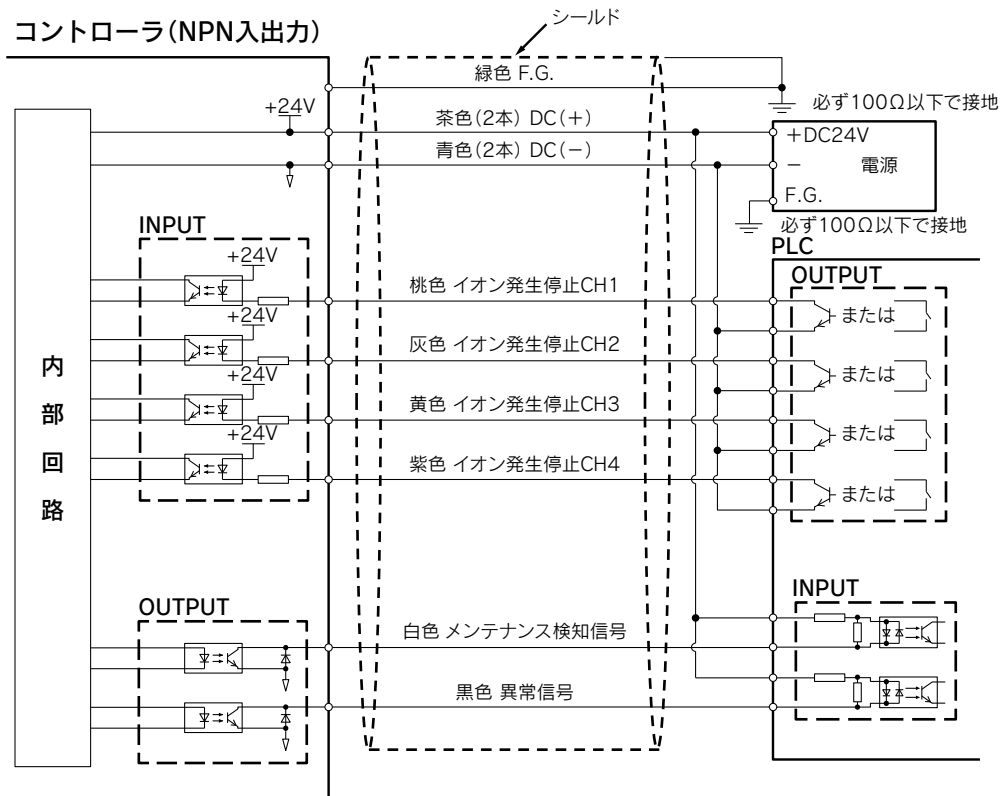 シールド
コントローラ(NPN入出力)
緑色 F.G.
必ず100Ω以下で接地
+24V
茶色(2本) DC(+)
+DC24V
青色(2本) DC(−)
−
電源
F.G.
必ず100Ω以下で接地
INPUT
PLC
+24V
OUTPUT
桃色 イオン発生停止CH1
または
+24V
灰色 イオン発生停止CH2
または
+24V
黄色 イオン発生停止CH3
または
+24V
紫色 イオン発生停止CH4
または
内部回路
INPUT
OUTPUT
白色 メンテナンス検知信号
黒色 異常信号